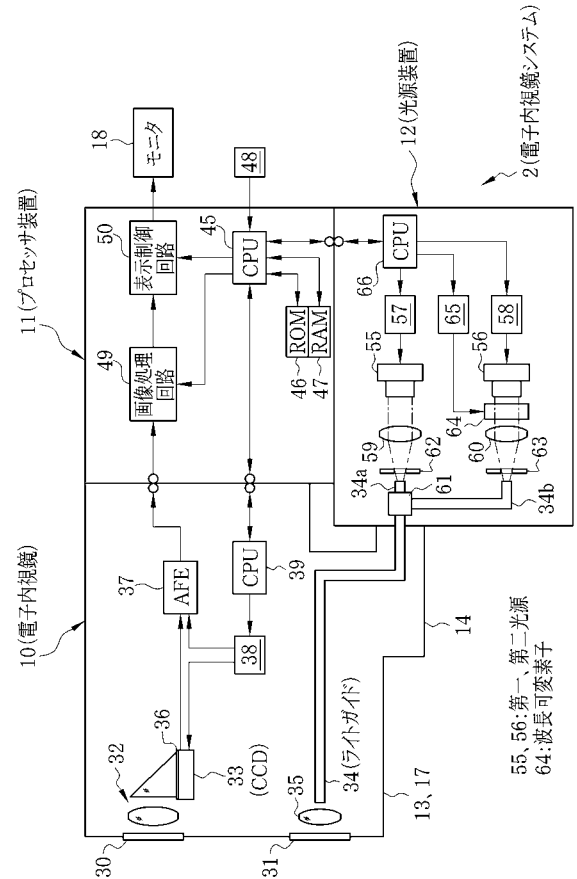 2(電子内視鏡システム)
10(電子内視鏡)
11(プロセッサ装置)
12(光源装置)
18
モニタ
50
表示制御
回路
49
画像処理
回路
45
CPU
48
ROM
RAM
46
47
37
AFE
39
CPU
38
32
36
33
(CCD)
30
31
35
34(ライトガイド)
13、17
14
66
CPU
57
65
58
55
56
64
59
60
62
63
34a
61
34b
55、56:第一、第二光源
64:波長可変素子